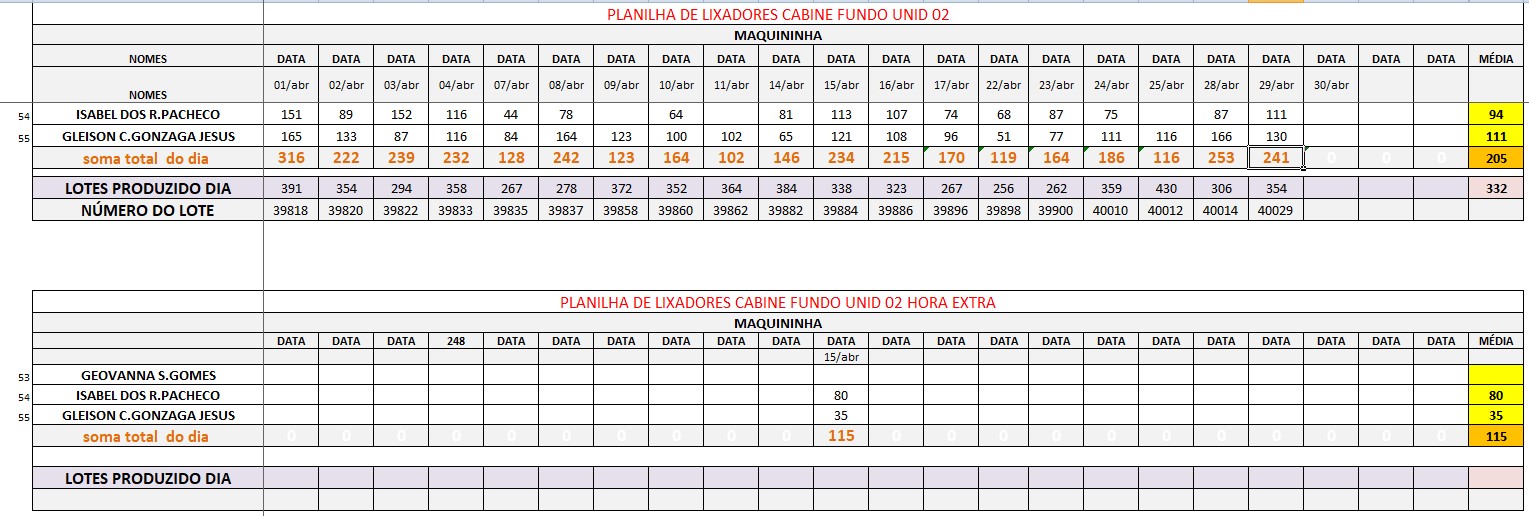 PLANILHA DE LIXADORES CABINE FUNDO UNID 02
MAQUININHA
NOMES DATA DATA DATA DATA DATA DATA DATA DATA DATA DATA DATA DATA DATA DATA DATA DATA DATA DATA DATA DATA DATA DATA MÉDIA
NOMES 01/abr 02/abr 03/abr 04/abr 07/abr 08/abr 09/abr 10/abr 11/abr 14/abr 15/abr 16/abr 17/abr 22/abr 23/abr 24/abr 25/abr 28/abr 29/abr 30/abr
54 ISABEL DOS R.PACHECO 151 89 152 116 44 78 64 81 113 107 74 68 87 75 87 111 94
55 GLEISON C.GONZAGA JESUS 165 133 87 116 84 164 123 100 102 65 121 108 96 51 77 111 116 166 130 111
soma total do dia 316 222 239 232 128 242 123 164 102 146 234 215 170 119 164 186 116 253 241 0 0 0 205
LOTES PRODUZIDO DIA 391 354 294 358 267 278 372 352 364 384 338 323 267 256 262 359 430 306 354 332
NÚMERO DO LOTE 39818 39820 39822 39833 39835 39837 39858 39860 39862 39882 39884 39886 39896 39898 39900 40010 40012 40014 40029
PLANILHA DE LIXADORES CABINE FUNDO UNID 02 HORA EXTRA
MAQUININHA
DATA DATA DATA 248 DATA DATA DATA DATA DATA DATA DATA DATA DATA DATA DATA DATA DATA DATA DATA DATA DATA DATA MÉDIA
15/abr
53 GEOVANNA S.GOMES
54 ISABEL DOS R.PACHECO 80 80
55 GLEISON C.GONZAGA JESUS 35 35
soma total do dia 0 0 0 0 0 0 0 0 0 0 115 0 0 0 0 0 0 0 0 0 0 0 115
LOTES PRODUZIDO DIA